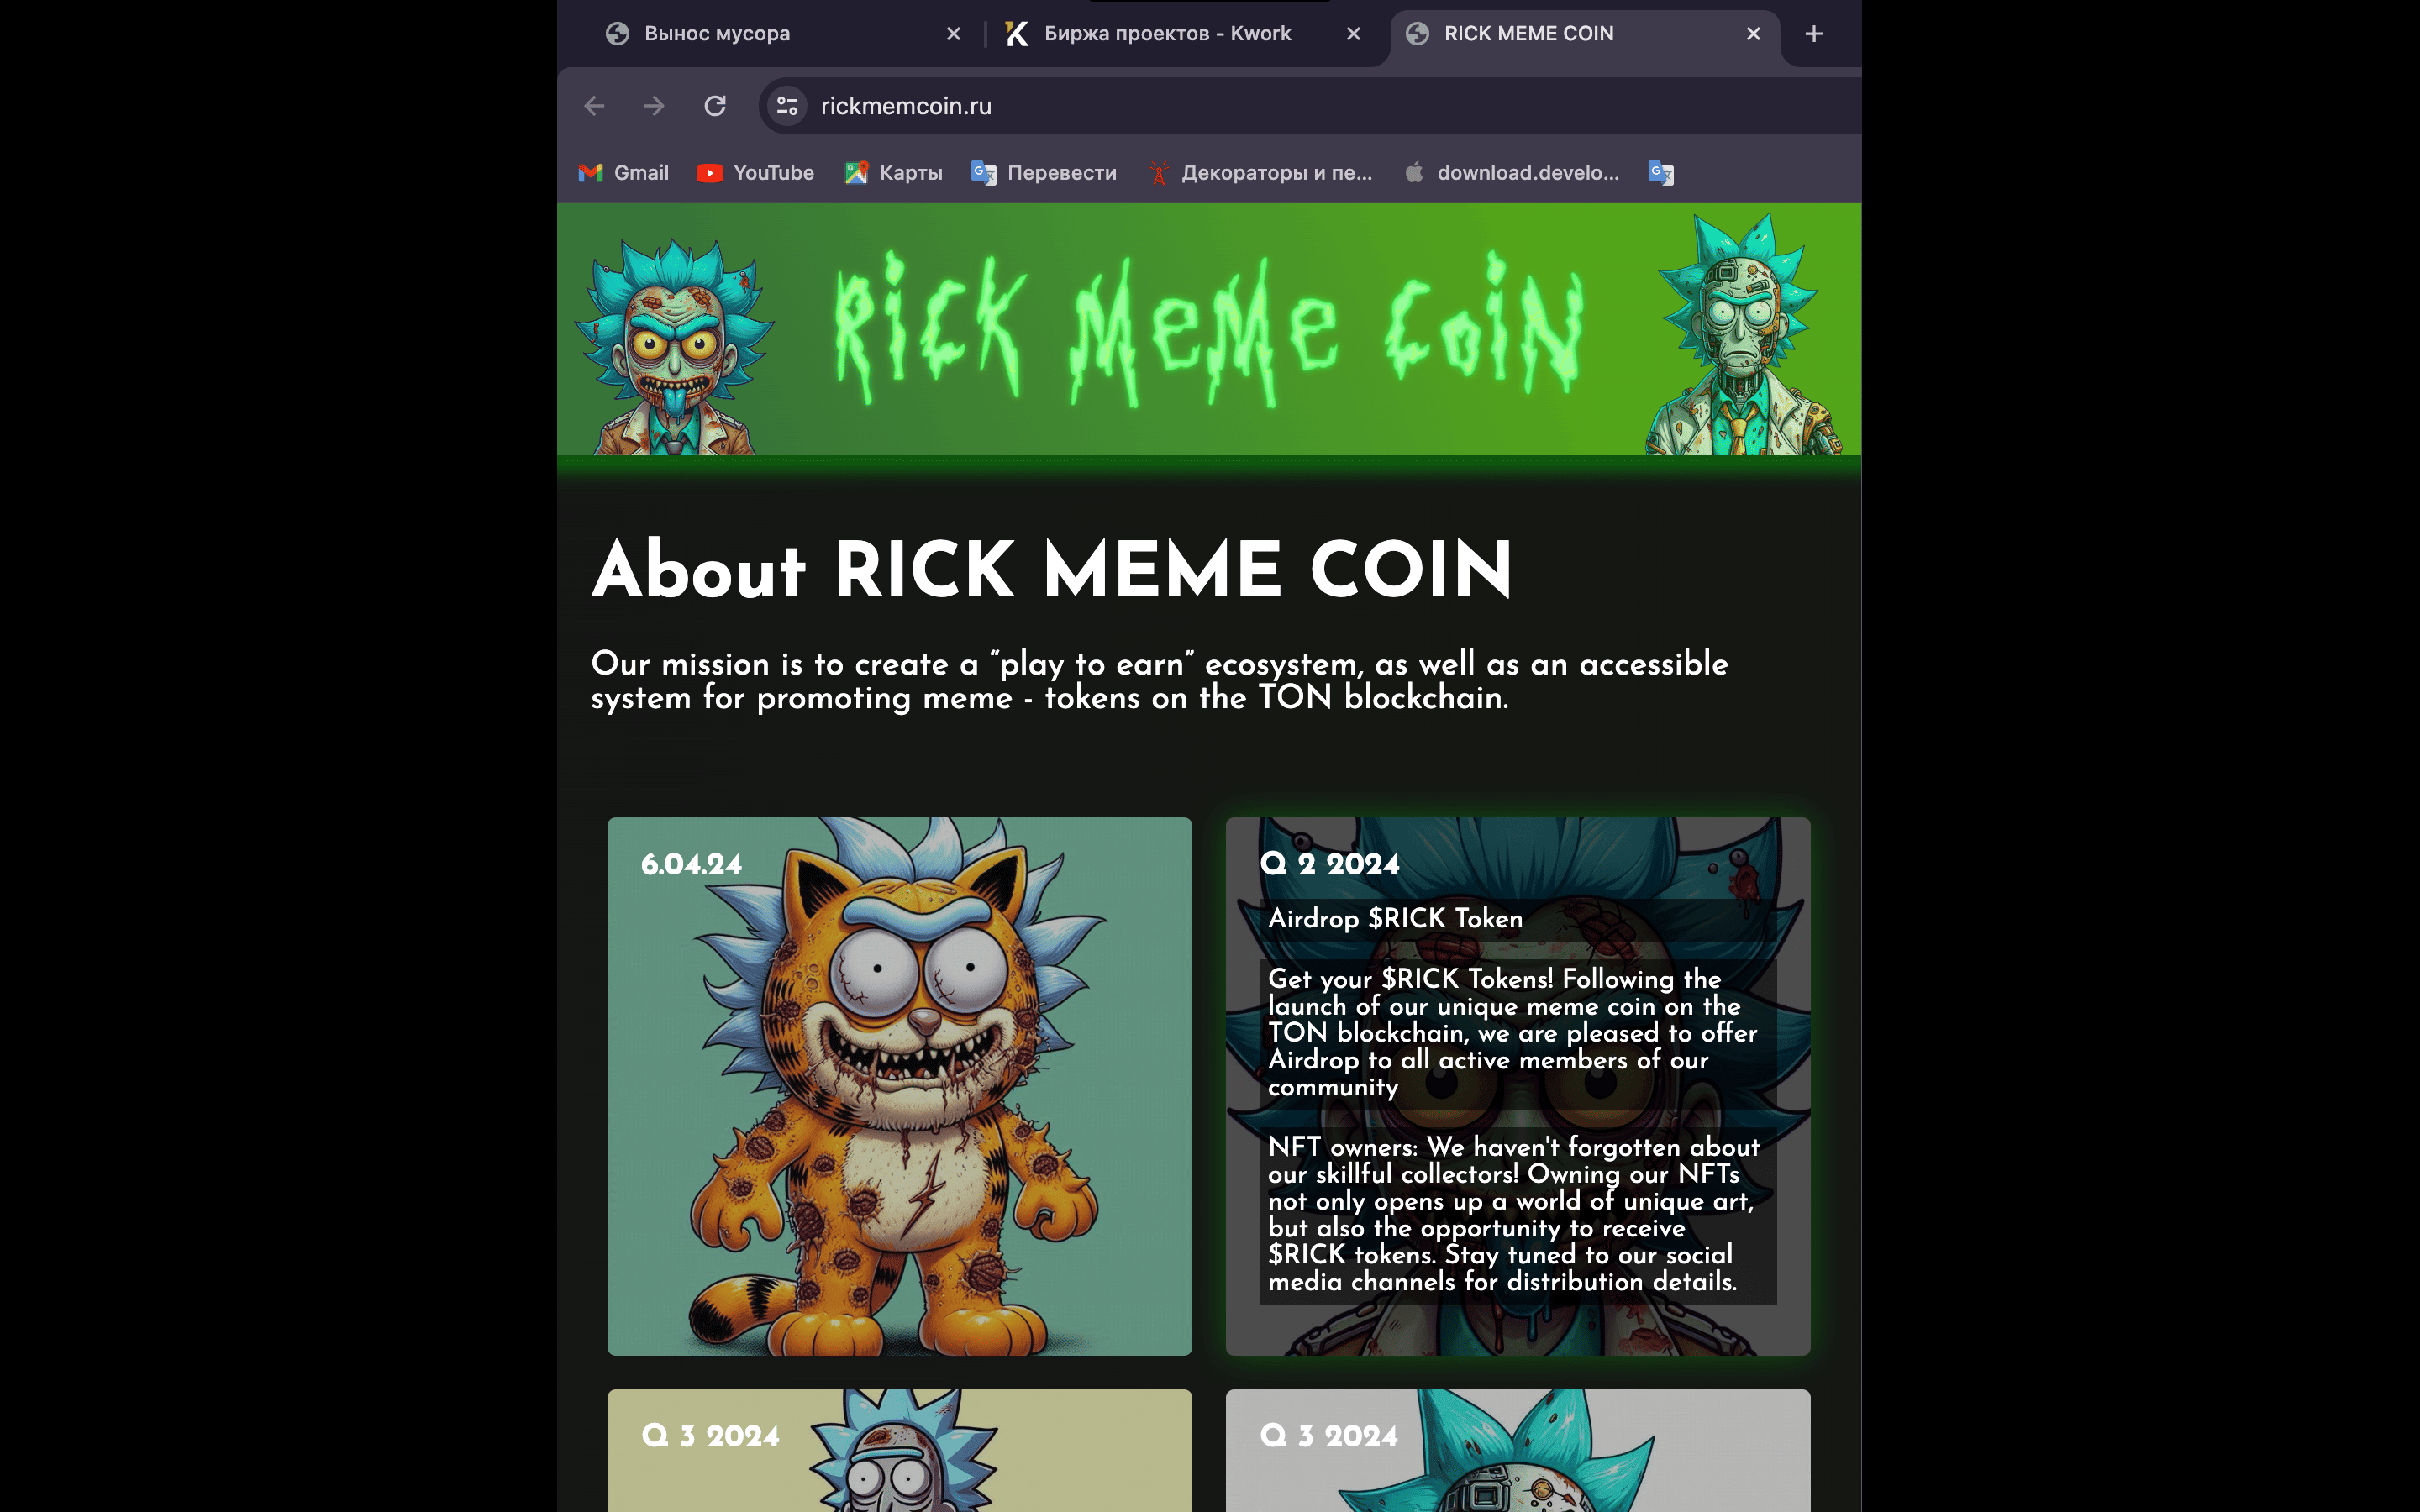 Вынос мусора
Биржа проектов - Kwork
RICK MEME COIN
rickmemcoin.ru
Gmail
YouTube
Карты
Перевести
Декораторы и пе...
download.develo...
RiCK MeMe CoiN
About RICK MEME COIN
Our mission is to create a “play to earn” ecosystem, as well as an accessible
system for promoting meme - tokens on the TON blockchain.
6.04.24
Q 2 2024
Airdrop $RICK Token
Get your $RICK Tokens! Following the
launch of our unique meme coin on the
TON blockchain, we are pleased to offer
Airdrop to all active members of our
community
NFT owners: We haven't forgotten about
our skillful collectors! Owning our NFTs
not only opens up a world of unique art,
but also the opportunity to receive
$RICK tokens. Stay tuned to our social
media channels for distribution details.
Q 3 2024
Q 3 2024